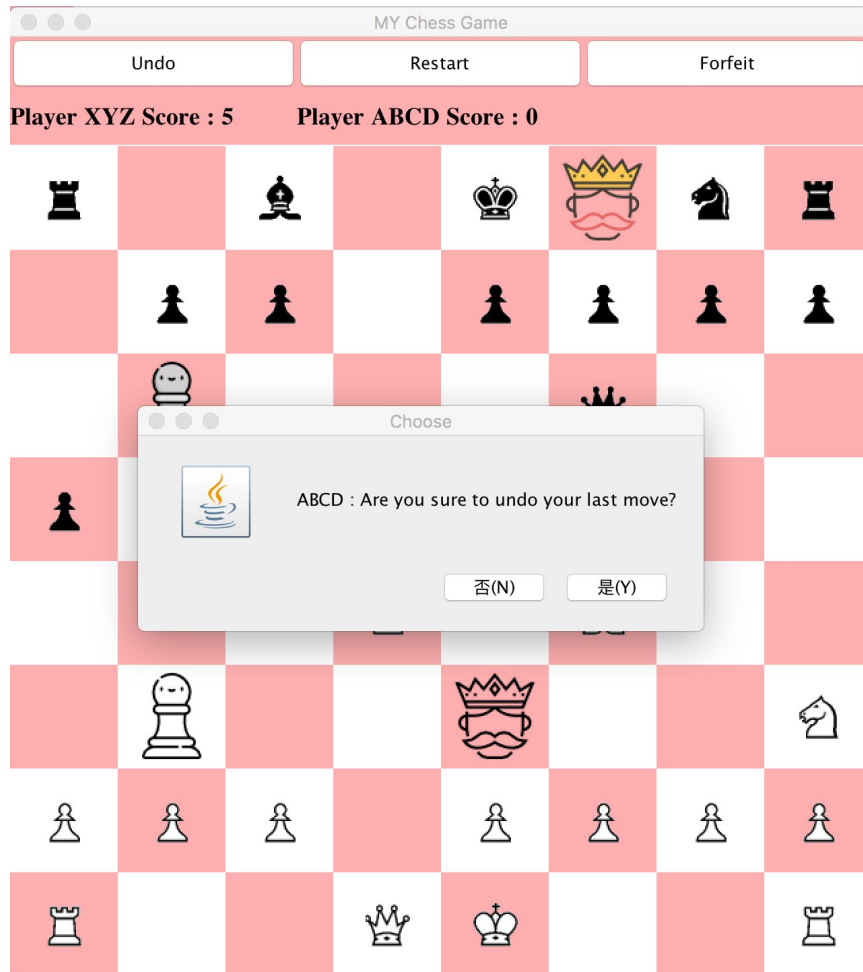 MY Chess Game
Undo Restart Forfeit
Player XYZ Score : 5 Player ABCD Score : 0
Choose
ABCD : Are you sure to undo your last move?
否(N) 是(Y)